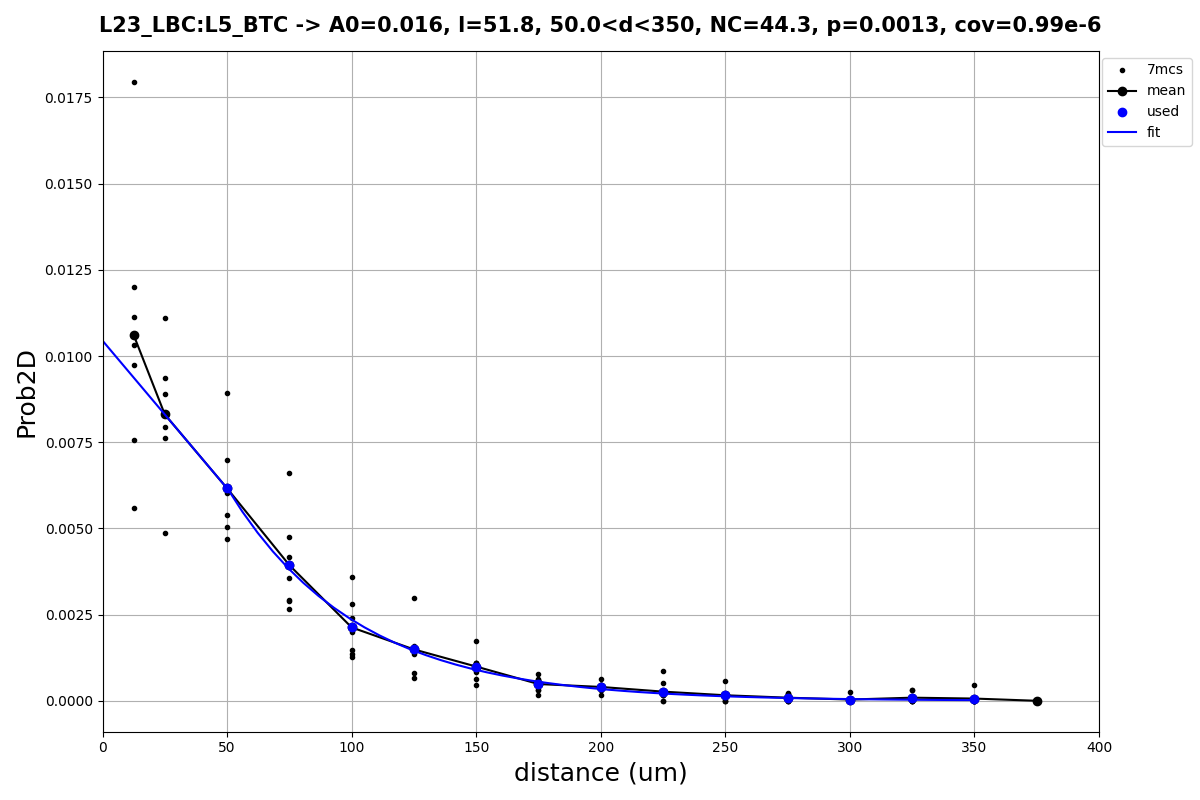 L23_LBC:L5_BTC -> A0=0.016, l=51.8, 50.0<d<350, NC=44.3, p=0.0013, cov=0.99e-6
7mcs
mean
used
fit
Prob2D
0.0175
0.0150
0.0125
0.0100
0.0075
0.0050
0.0025
0.0000
0 50 100 150 200 250 300 350 400
distance (um)